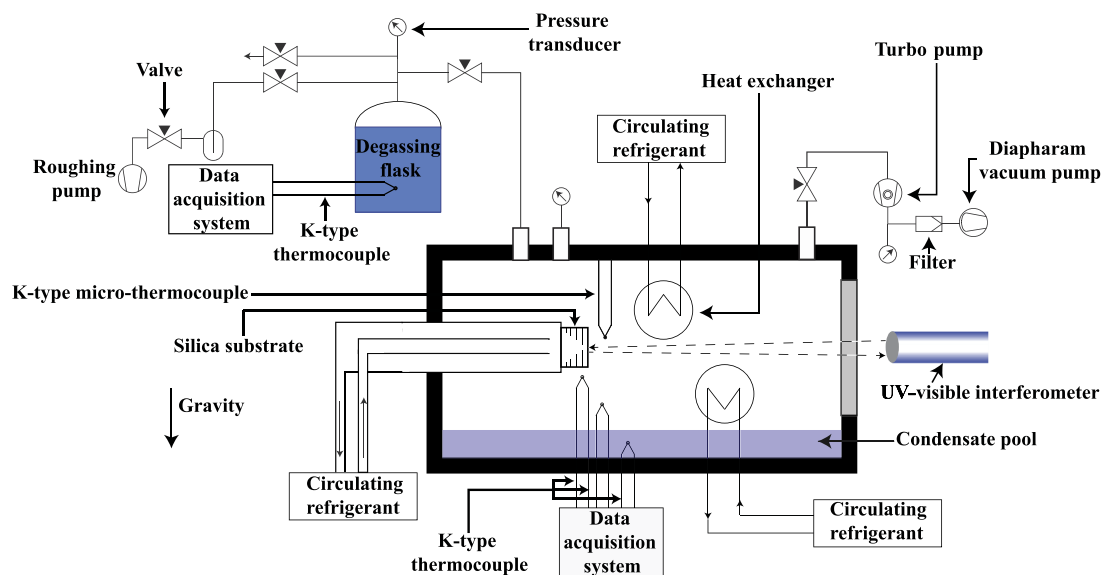 Pressure
transducer
Turbo pump
Valve
Heat exchanger
Circulating
refrigerant
Degassing
flask
Diapharam
vacuum pump
Roughing
pump
Data
acquisition
system
K-type
thermocouple
Filter
K-type micro-thermocouple
Silica substrate
UV-visible interferometer
Gravity
Condensate pool
Circulating
refrigerant
K-type
thermocouple
Data
acquisition
system
Circulating
refrigerant